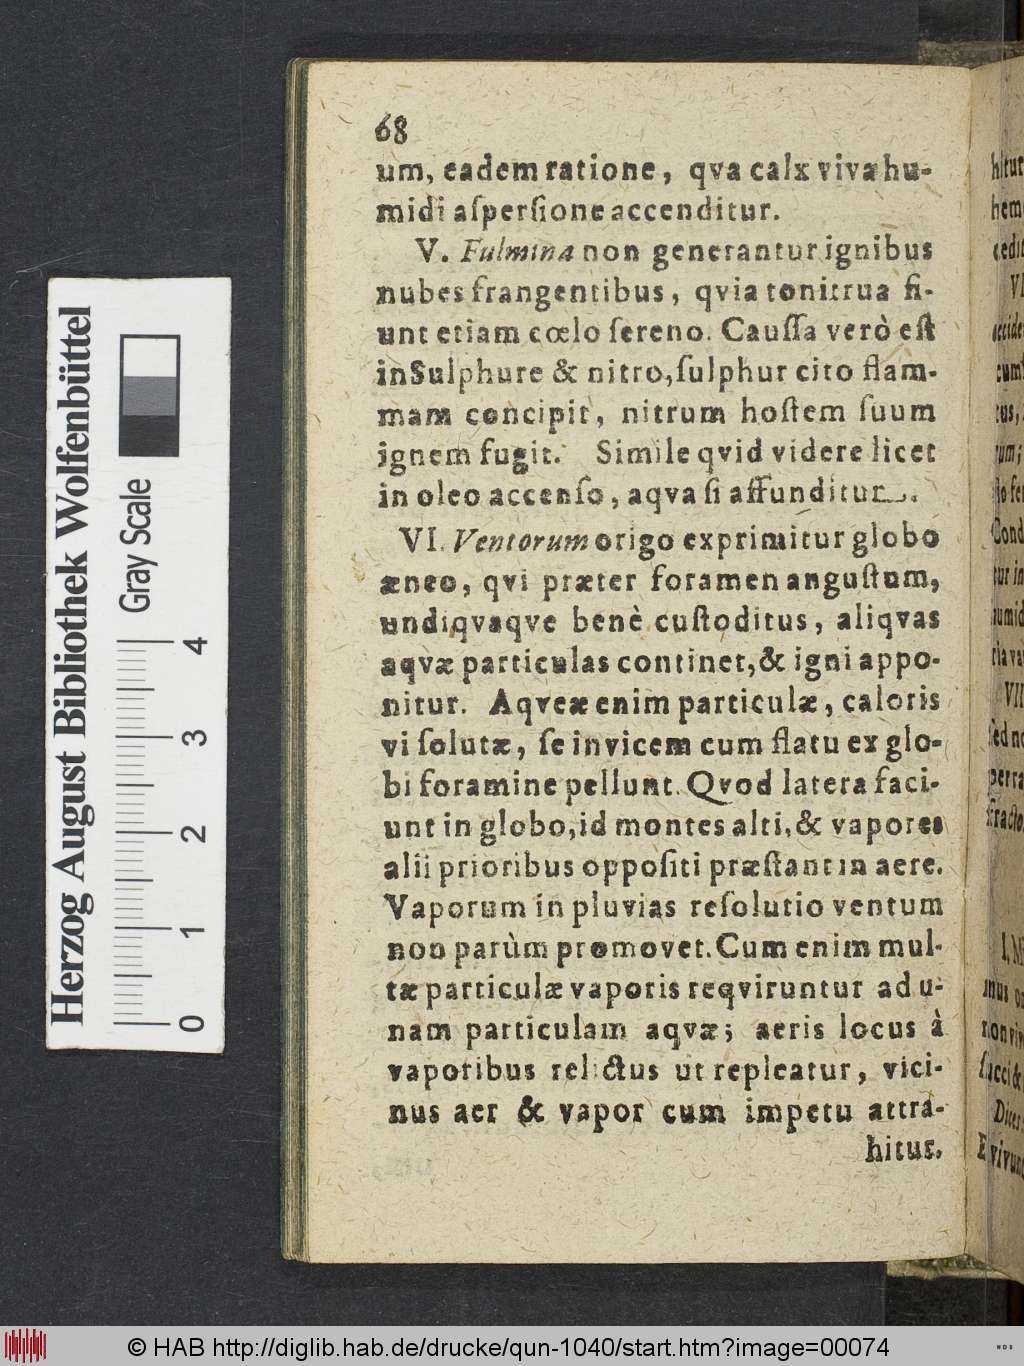 68
um, eadem ratione, qva calx viva hu-
midi aſperſione accenditur.
V. Fulmina non generantur ignibus
nubes frangentibus, qvia tonitrua fi-
unt etiam cœlo ſereno. Cauſſa verò eſt
in Sulphure & nitro, ſulphur cito flam-
mam concipit, nitrum hoſtem ſuum
ignem fugit. Simile qvid videre licet
in oleo accenſo, aqva ſi affunditur.
VI. Ventorum origo exprimitur globo
æneo, qvi præter foramen anguſtum,
undiqvaqve benè cuſtoditus, aliqvas
aqvæ particulas continet, & igni appo-
nitur. Aqveæ enim particulæ, caloris
vi ſolutæ, ſe invicem cum flatu ex glo-
bi foramine pellunt. Qvod latera faci-
unt in globo, id montes alti, & vapores
alii prioribus oppoſiti præſtant in aere.
Vaporum in pluvias reſolutio ventum
non parùm promovet. Cum enim mul-
tæ particulæ vaporis reqviruntur ad u-
nam particulam aqvæ; aeris locus à
vaporibus relictus ut repleatur, vici-
nus aer & vapor cum impetu attra-
hitur.
Herzog August Bibliothek Wolfenbüttel
Gray Scale
0 1 2 3 4
© HAB http://diglib.hab.de/drucke/qun-1040/start.htm?image=00074